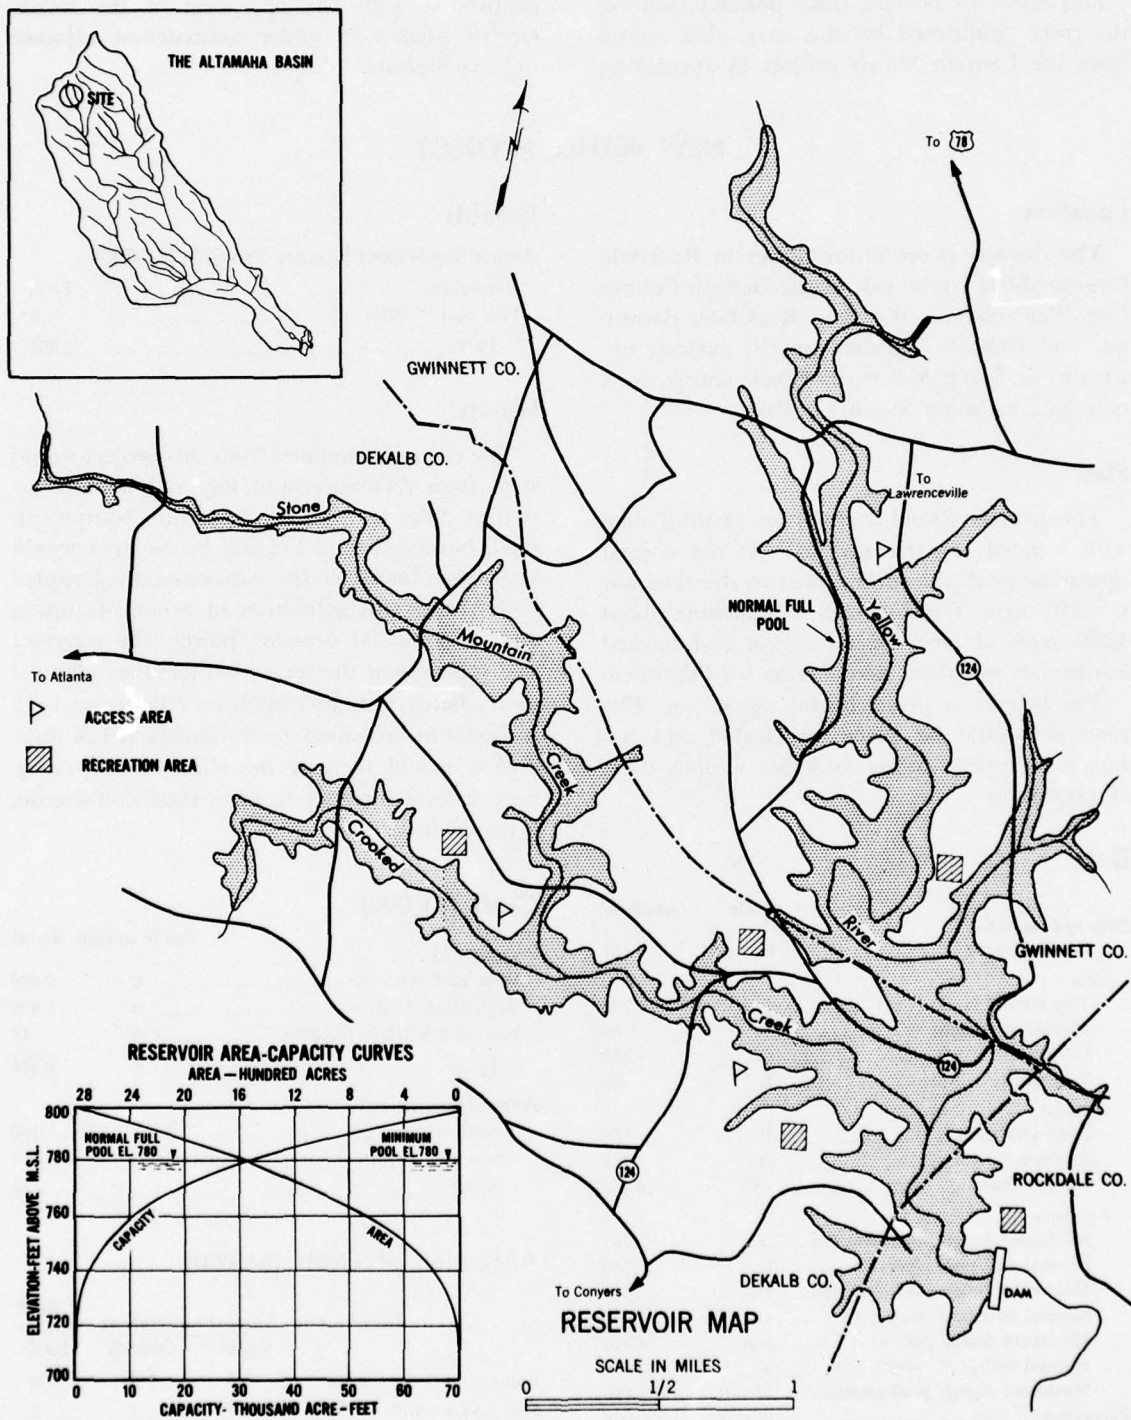 THE ALTAMAHA BASIN
SITE
N
To 78
GWINNETT CO.
DEKALB CO.
To
Lawrenceville
Stone
NORMAL FULL
POOL
Yellow
Mountain
124
To Atlanta
ACCESS AREA
RECREATION AREA
Creek
Crooked
River
GWINNETT CO.
Creek
124
124
ROCKDALE CO.
DEKALB CO.
DAM
To Conyers
RESERVOIR AREA-CAPACITY CURVES
AREA—HUNDRED ACRES
28 24 20 16 12 8 4 0
800
780
760
740
720
700
ELEVATION-FEET ABOVE M.S.L.
NORMAL FULL
POOL EL. 780
MINIMUM
POOL EL. 780
CAPACITY
AREA
0 10 20 30 40 50 60 70
CAPACITY- THOUSAND ACRE-FEET
RESERVOIR MAP
SCALE IN MILES
0 1/2 1